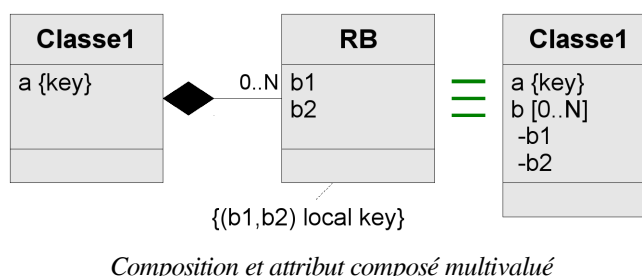 Classe1
a {key}
0..N
RB
b1
b2
{(b1,b2) local key}
Classe1
a {key}
b [0..N]
-b1
-b2
Composition et attribut composé multivalué